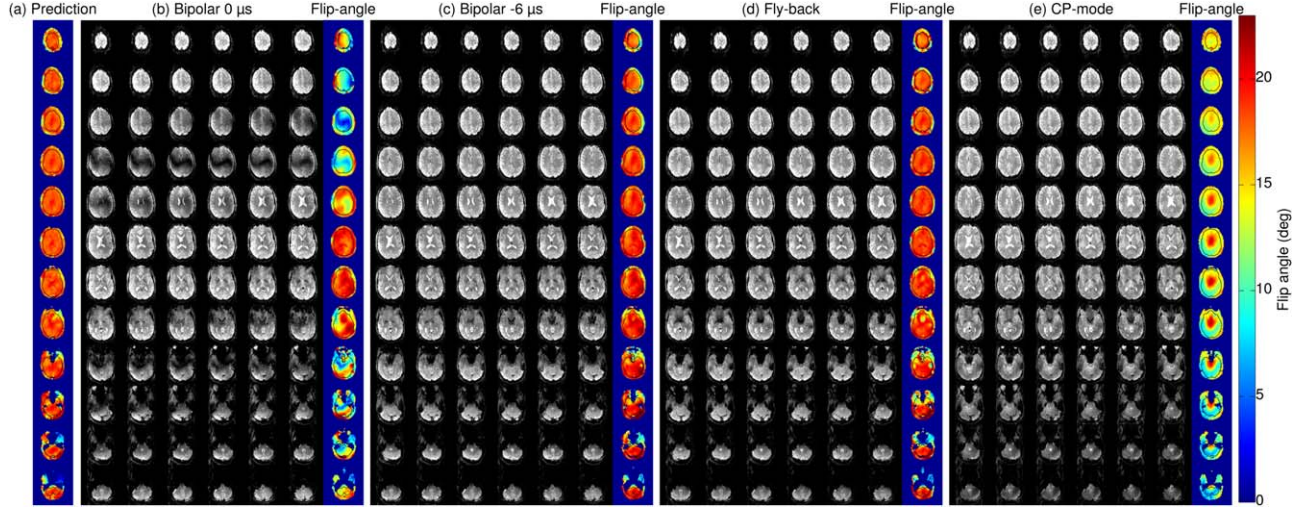 (a) Prediction (b) Bipolar 0 µs Flip-angle (c) Bipolar -6 µs Flip-angle (d) Fly-back Flip-angle (e) CP-mode Flip-angle
20
15
10
5
0
Flip angle (deg)